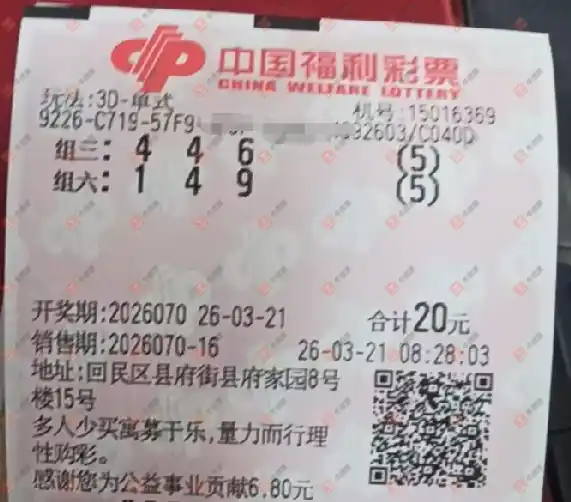 中国福利彩票
CHINA WELFARE LOTTERY
玩法:3D-单式 机号:15016369
9226-C719-57F9 092603/C040D
组三: 4 4 6 (5)
组六: 1 4 9 (5)
开奖期:2026070 26-03-21 合计20元
销售期:2026070-16 26-03-21 08:28:03
地址:回民区县府街县府家园8号
楼15号
多人少买寓募于乐,量力而行理
性购彩。
感谢您为公益事业贡献6.80元